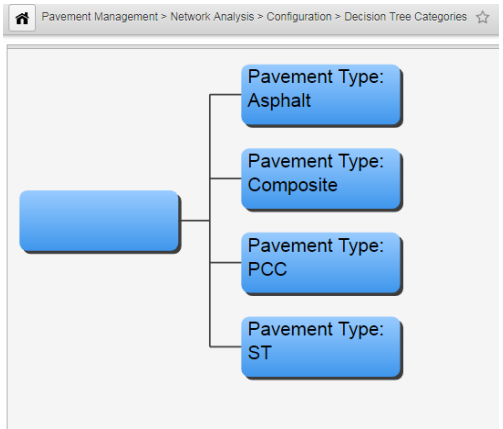 Pavement Management > Network Analysis > Configuration > Decision Tree Categories
Pavement Type:
Asphalt
Pavement Type:
Composite
Pavement Type:
PCC
Pavement Type:
ST